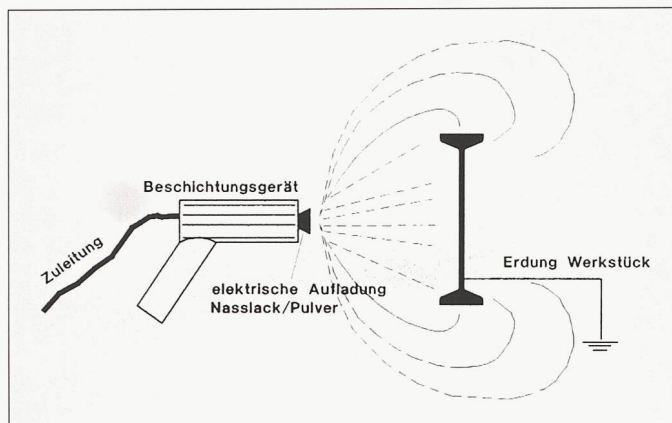 Beschichtungsgerät
Zuleitung
elektrische Aufladung
Nasslack/Pulver
Erdung Werkstück